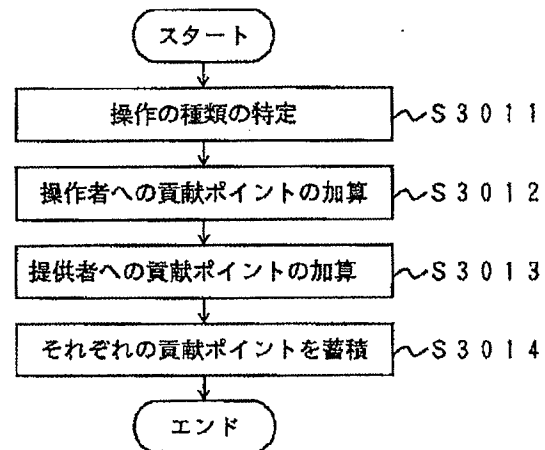 スタート
操作の種類の特定 S3011
操作者への貢献ポイントの加算 S3012
提供者への貢献ポイントの加算 S3013
それぞれの貢献ポイントを蓄積 S3014
エンド